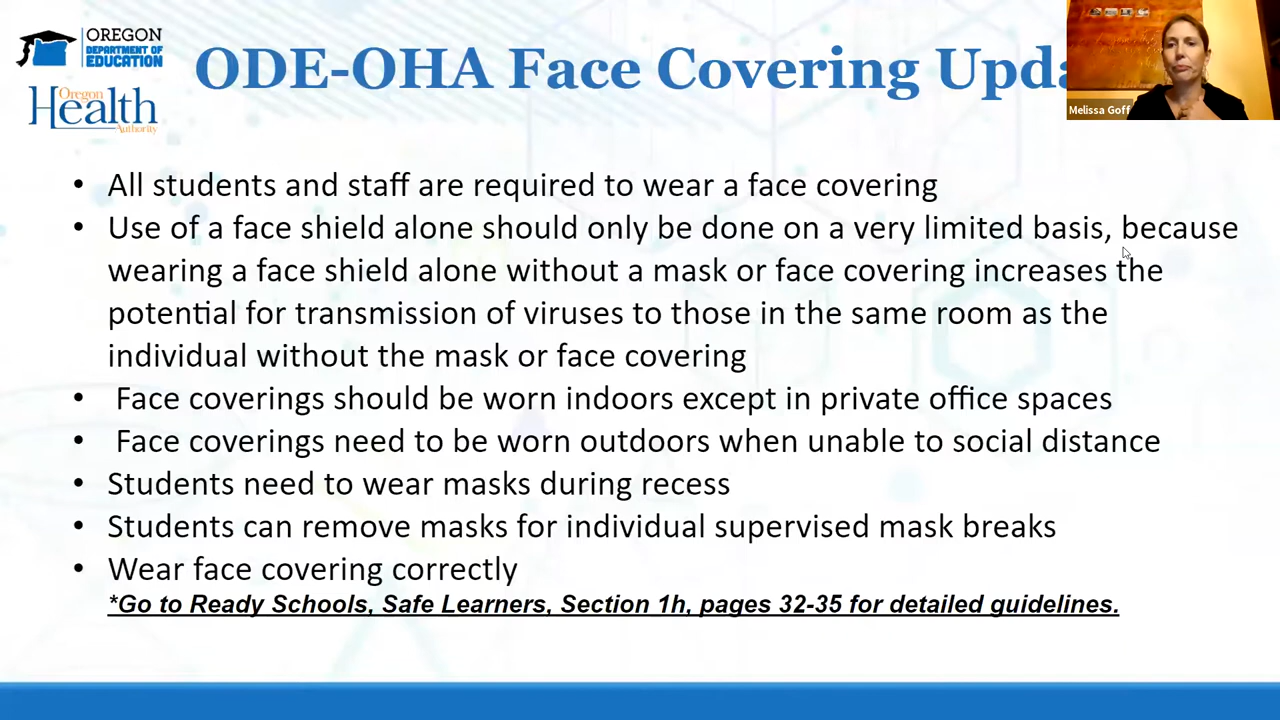 OREGON
DEPARTMENT OF
EDUCATION
Oregon
Health
Authority
ODE-OHA Face Covering Upda
Melissa Goff
• All students and staff are required to wear a face covering
• Use of a face shield alone should only be done on a very limited basis, because
wearing a face shield alone without a mask or face covering increases the
potential for transmission of viruses to those in the same room as the
individual without the mask or face covering
• Face coverings should be worn indoors except in private office spaces
• Face coverings need to be worn outdoors when unable to social distance
• Students need to wear masks during recess
• Students can remove masks for individual supervised mask breaks
• Wear face covering correctly
*Go to Ready Schools, Safe Learners, Section 1h, pages 32-35 for detailed guidelines.